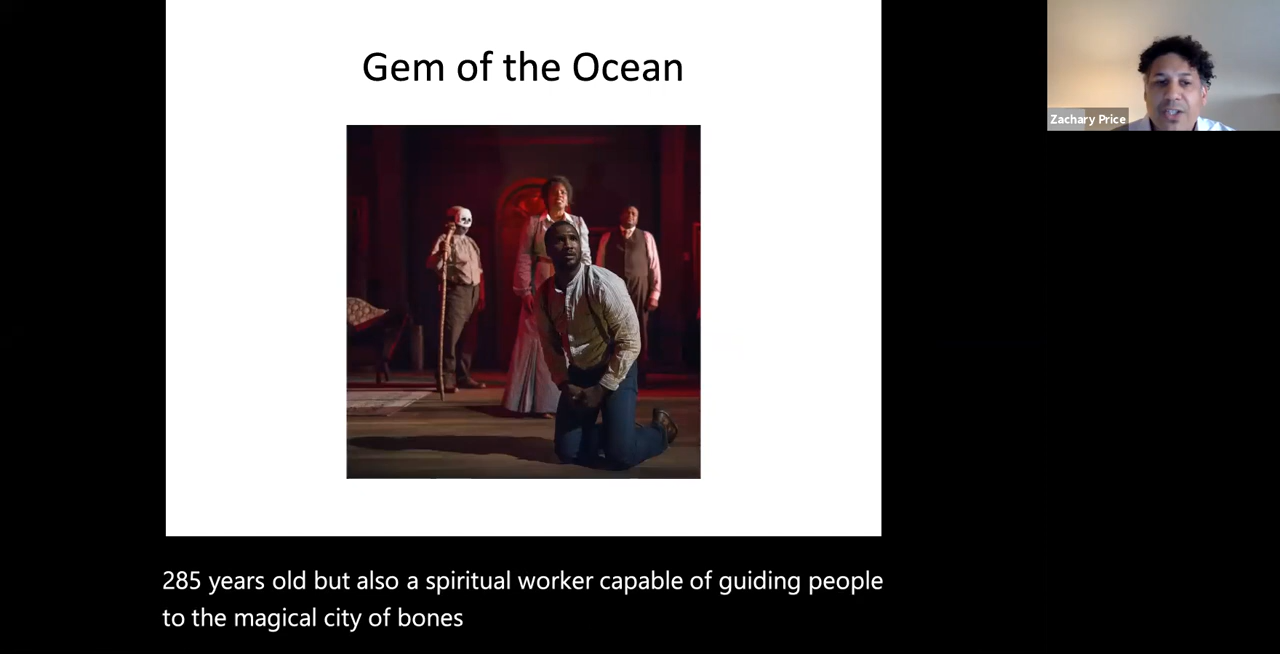 Gem of the Ocean
Zachary Price
285 years old but also a spiritual worker capable of guiding people
to the magical city of bones